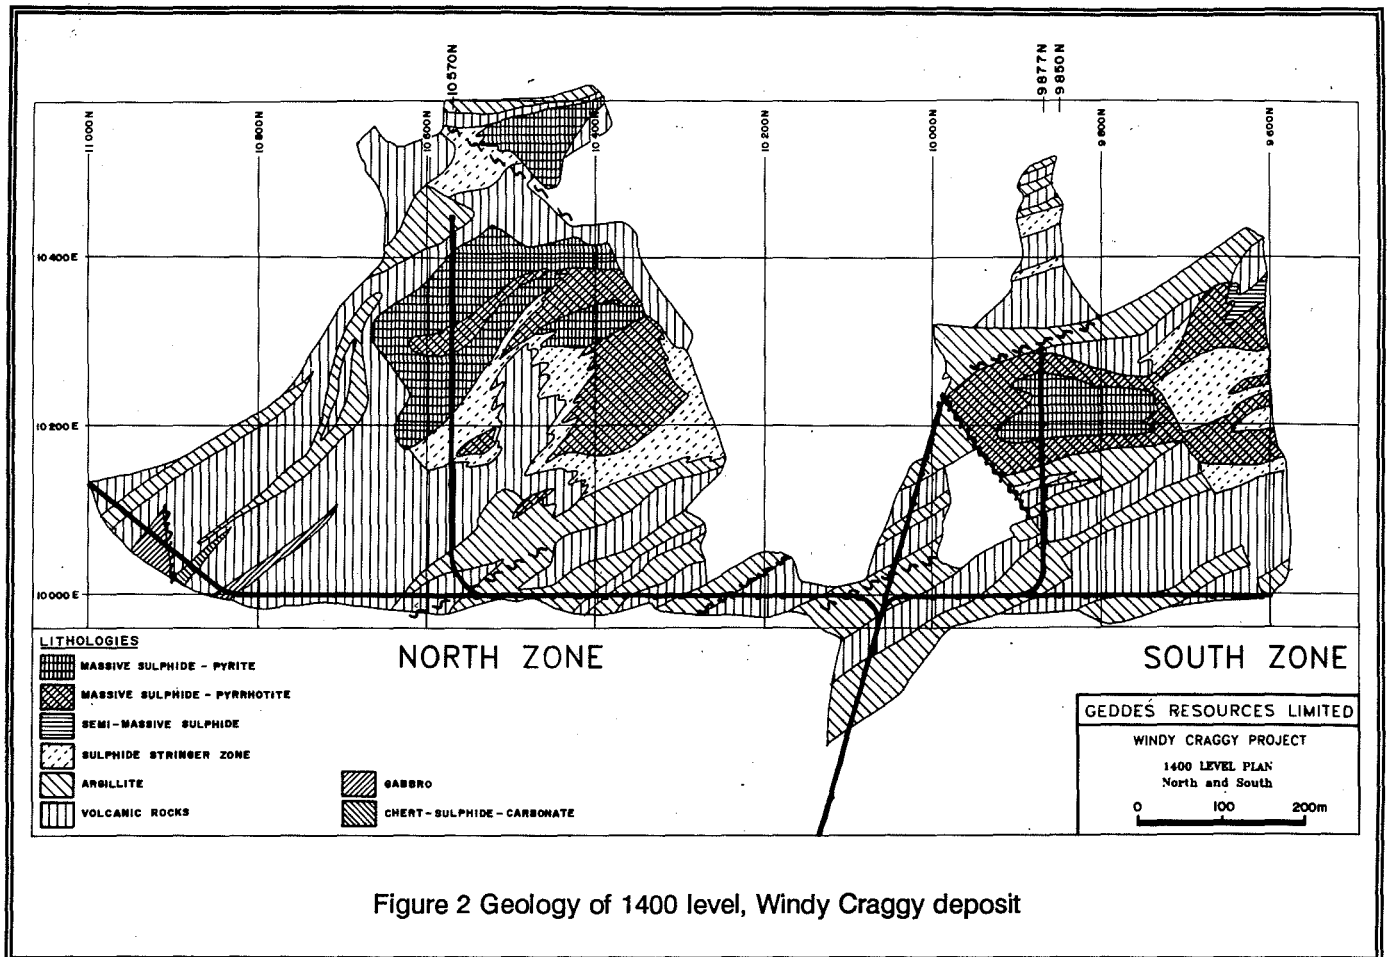 10570N
9877N
9850N
11000N
10800N
10600N
10400N
10200N
10000N
9800N
9600N
10400E
10200E
10000E
LITHOLOGIES
MASSIVE SULPHIDE - PYRITE
MASSIVE SULPHIDE - PYRRHOTITE
SEMI-MASSIVE SULPHIDE
SULPHIDE STRINGER ZONE
ARGILLITE
VOLCANIC ROCKS
GABBRO
CHERT-SULPHIDE-CARBONATE
NORTH ZONE
SOUTH ZONE
GEDDES RESOURCES LIMITED
WINDY CRAGGY PROJECT
1400 LEVEL PLAN
North and South
0 100 200m
Figure 2 Geology of 1400 level, Windy Craggy deposit